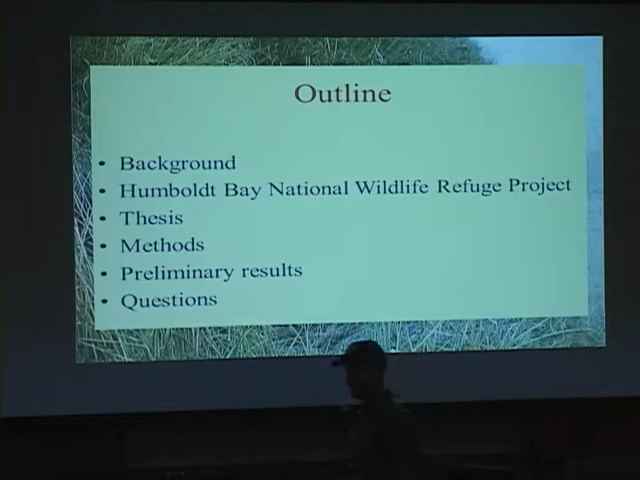 Outline
• Background
• Humboldt Bay National Wildlife Refuge Project
• Thesis
• Methods
• Preliminary results
• Questions